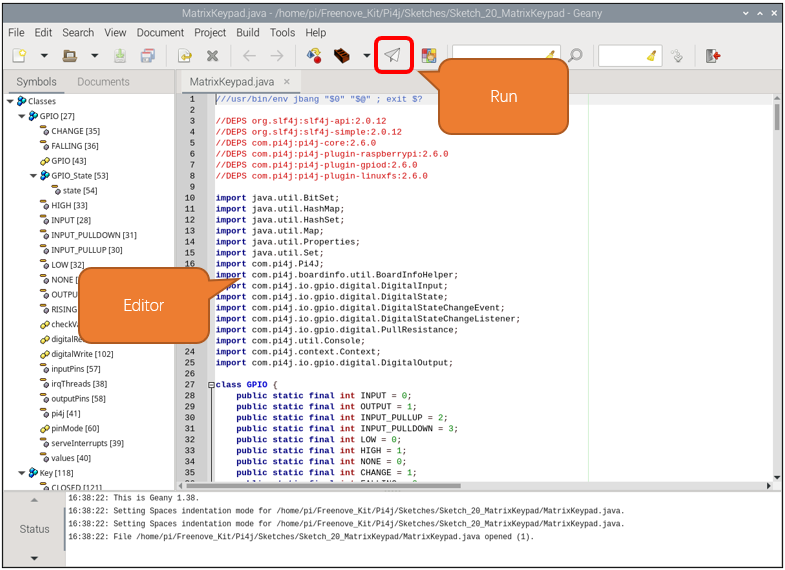 MatrixKeypad.java - /home/pi/Freenove_Kit/Pi4j/Sketches/Sketch_20_MatrixKeypad - Geany
File Edit Search View Document Project Build Tools Help
Run
Symbols Documents
MatrixKeypad.java ×
Classes
GPIO [27]
CHANGE [35]
FALLING [36]
GPIO [43]
GPIO_State [53]
state [54]
HIGH [33]
INPUT [28]
INPUT_PULLDOWN [31]
INPUT_PULLUP [30]
LOW [32]
NONE [
OUTPU
RISING
checkVa
digitalRe
digitalWrite [102]
inputPins [57]
irqThreads [38]
outputPins [58]
pi4j [41]
pinMode [60]
serveInterrupts [39]
values [40]
Key [118]
CLOSED [121]
Editor
1 ///usr/bin/env jbang "$0" "$@" ; exit $?
2
3 //DEPS org.slf4j:slf4j-api:2.0.12
4 //DEPS org.slf4j:slf4j-simple:2.0.12
5 //DEPS com.pi4j:pi4j-core:2.6.0
6 //DEPS com.pi4j:pi4j-plugin-raspberrypi:2.6.0
7 //DEPS com.pi4j:pi4j-plugin-gpiod:2.6.0
8 //DEPS com.pi4j:pi4j-plugin-linuxfs:2.6.0
9
10 import java.util.BitSet;
11 import java.util.HashMap;
12 import java.util.HashSet;
13 import java.util.Map;
14 import java.util.Properties;
15 import java.util.Set;
16 import com.pi4j.Pi4J;
import com.pi4j.boardinfo.util.BoardInfoHelper;
import com.pi4j.io.gpio.digital.DigitalInput;
import com.pi4j.io.gpio.digital.DigitalState;
import com.pi4j.io.gpio.digital.DigitalStateChangeEvent;
import com.pi4j.io.gpio.digital.DigitalStateChangeListener;
import com.pi4j.io.gpio.digital.PullResistance;
import com.pi4j.util.Console;
24 import com.pi4j.context.Context;
25 import com.pi4j.io.gpio.digital.DigitalOutput;
26
27 class GPIO {
28 public static final int INPUT = 0;
29 public static final int OUTPUT = 1;
30 public static final int INPUT_PULLUP = 2;
31 public static final int INPUT_PULLDOWN = 3;
32 public static final int LOW = 0;
33 public static final int HIGH = 1;
34 public static final int NONE = 0;
35 public static final int CHANGE = 1;
Status
16:38:22: This is Geany 1.38.
16:38:22: Setting Spaces indentation mode for /home/pi/Freenove_Kit/Pi4j/Sketches/Sketch_20_MatrixKeypad/MatrixKeypad.java.
16:38:22: Setting Spaces indentation mode for /home/pi/Freenove_Kit/Pi4j/Sketches/Sketch_20_MatrixKeypad/MatrixKeypad.java.
16:38:22: File /home/pi/Freenove_Kit/Pi4j/Sketches/Sketch_20_MatrixKeypad/MatrixKeypad.java opened (1).